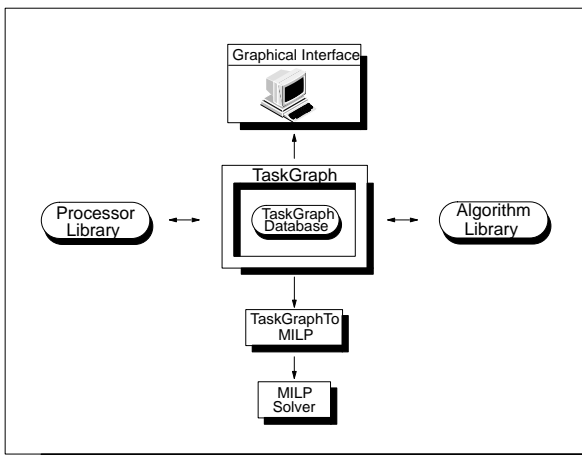 Graphical Interface
TaskGraph
Processor
Library
TaskGraph
Database
Algorithm
Library
TaskGraphTo
MILP
MILP
Solver